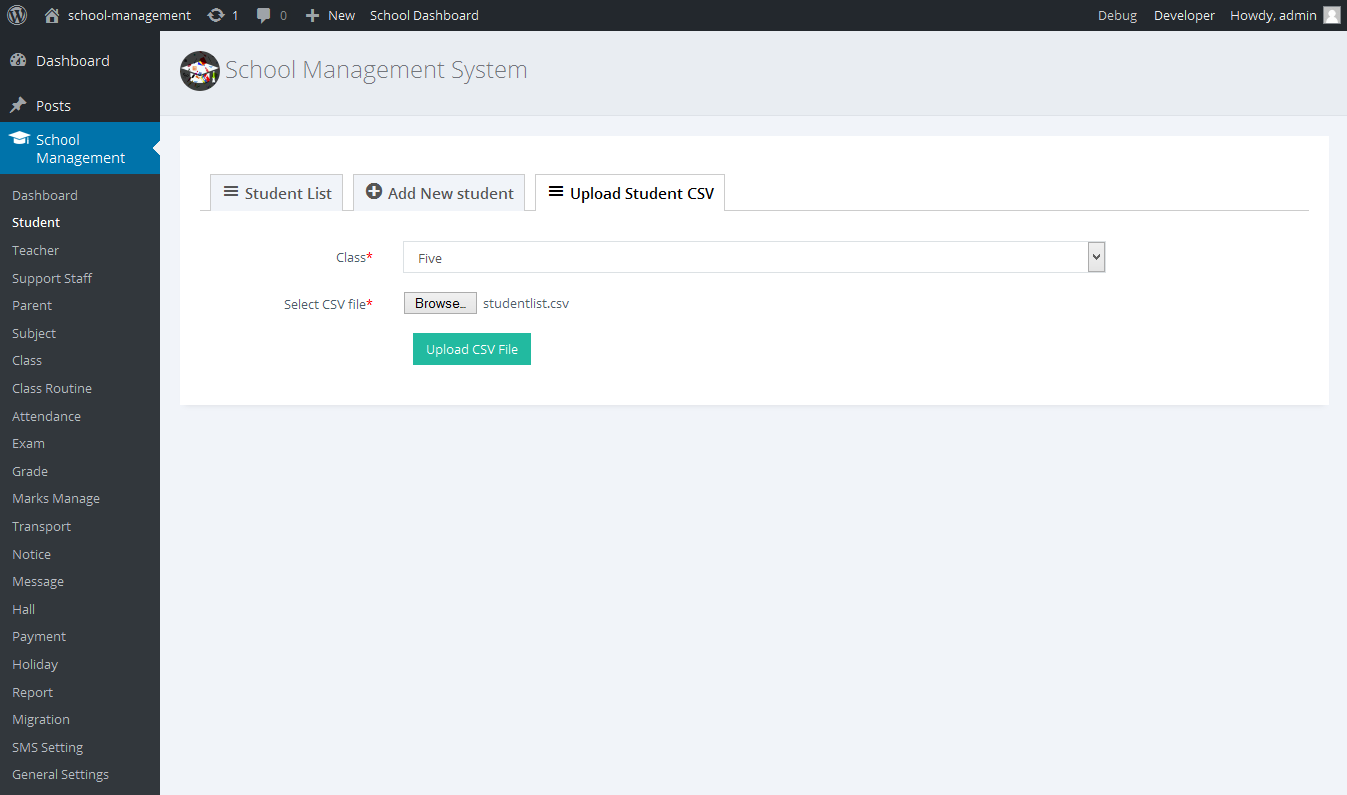 school-management 1 0 New School Dashboard Debug Developer Howdy, admin
Dashboard
Posts
School
Management
Dashboard
Student
Teacher
Support Staff
Parent
Subject
Class
Class Routine
Attendance
Exam
Grade
Marks Manage
Transport
Notice
Message
Hall
Payment
Holiday
Report
Migration
SMS Setting
General Settings
School Management System
Student List Add New student Upload Student CSV
Class* Five
Select CSV file* Browse... studentlist.csv
Upload CSV File